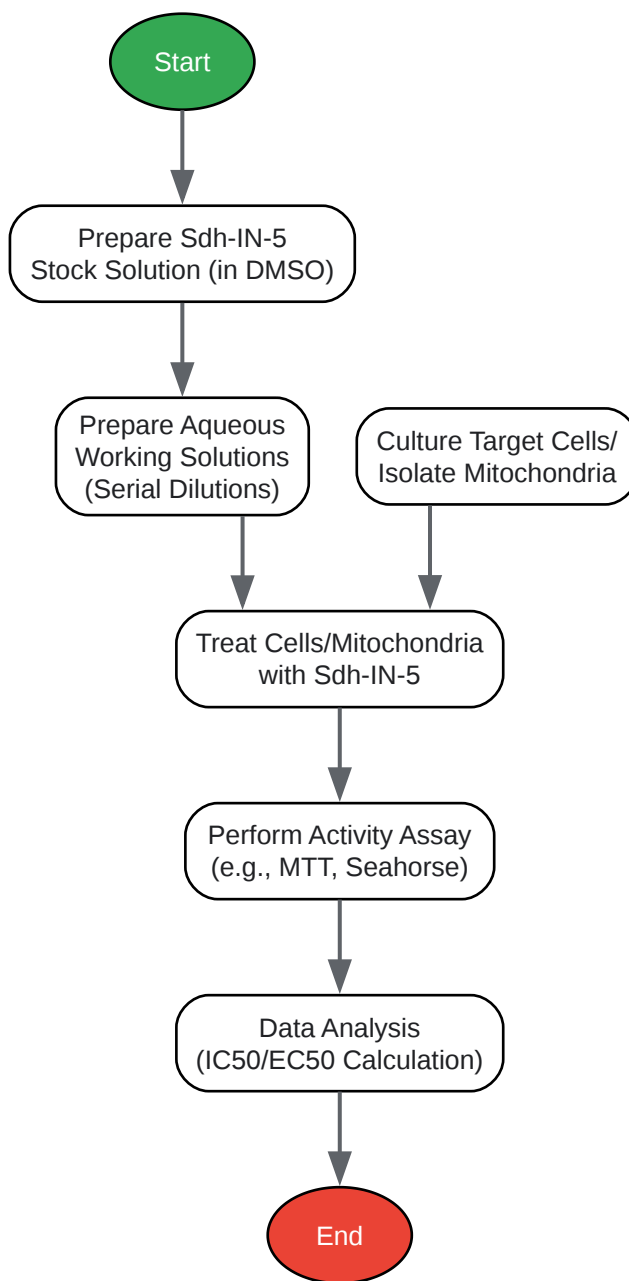 Start
Prepare Sdh-IN-5
Stock Solution (in DMSO)
Prepare Aqueous
Working Solutions
(Serial Dilutions)
Culture Target Cells/
Isolate Mitochondria
Treat Cells/Mitochondria
with Sdh-IN-5
Perform Activity Assay
(e.g., MTT, Seahorse)
Data Analysis
(IC50/EC50 Calculation)
End